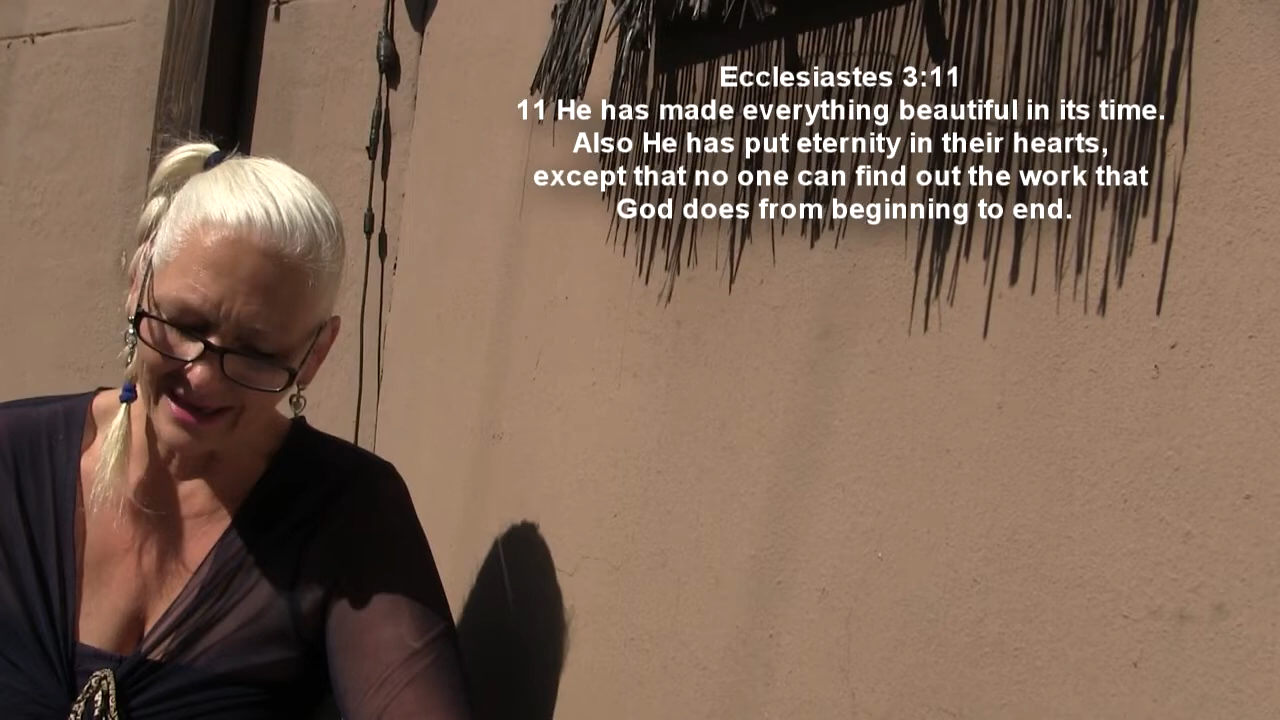 Ecclesiastes 3:11
11 He has made everything beautiful in its time.
Also He has put eternity in their hearts,
except that no one can find out the work that
God does from beginning to end.